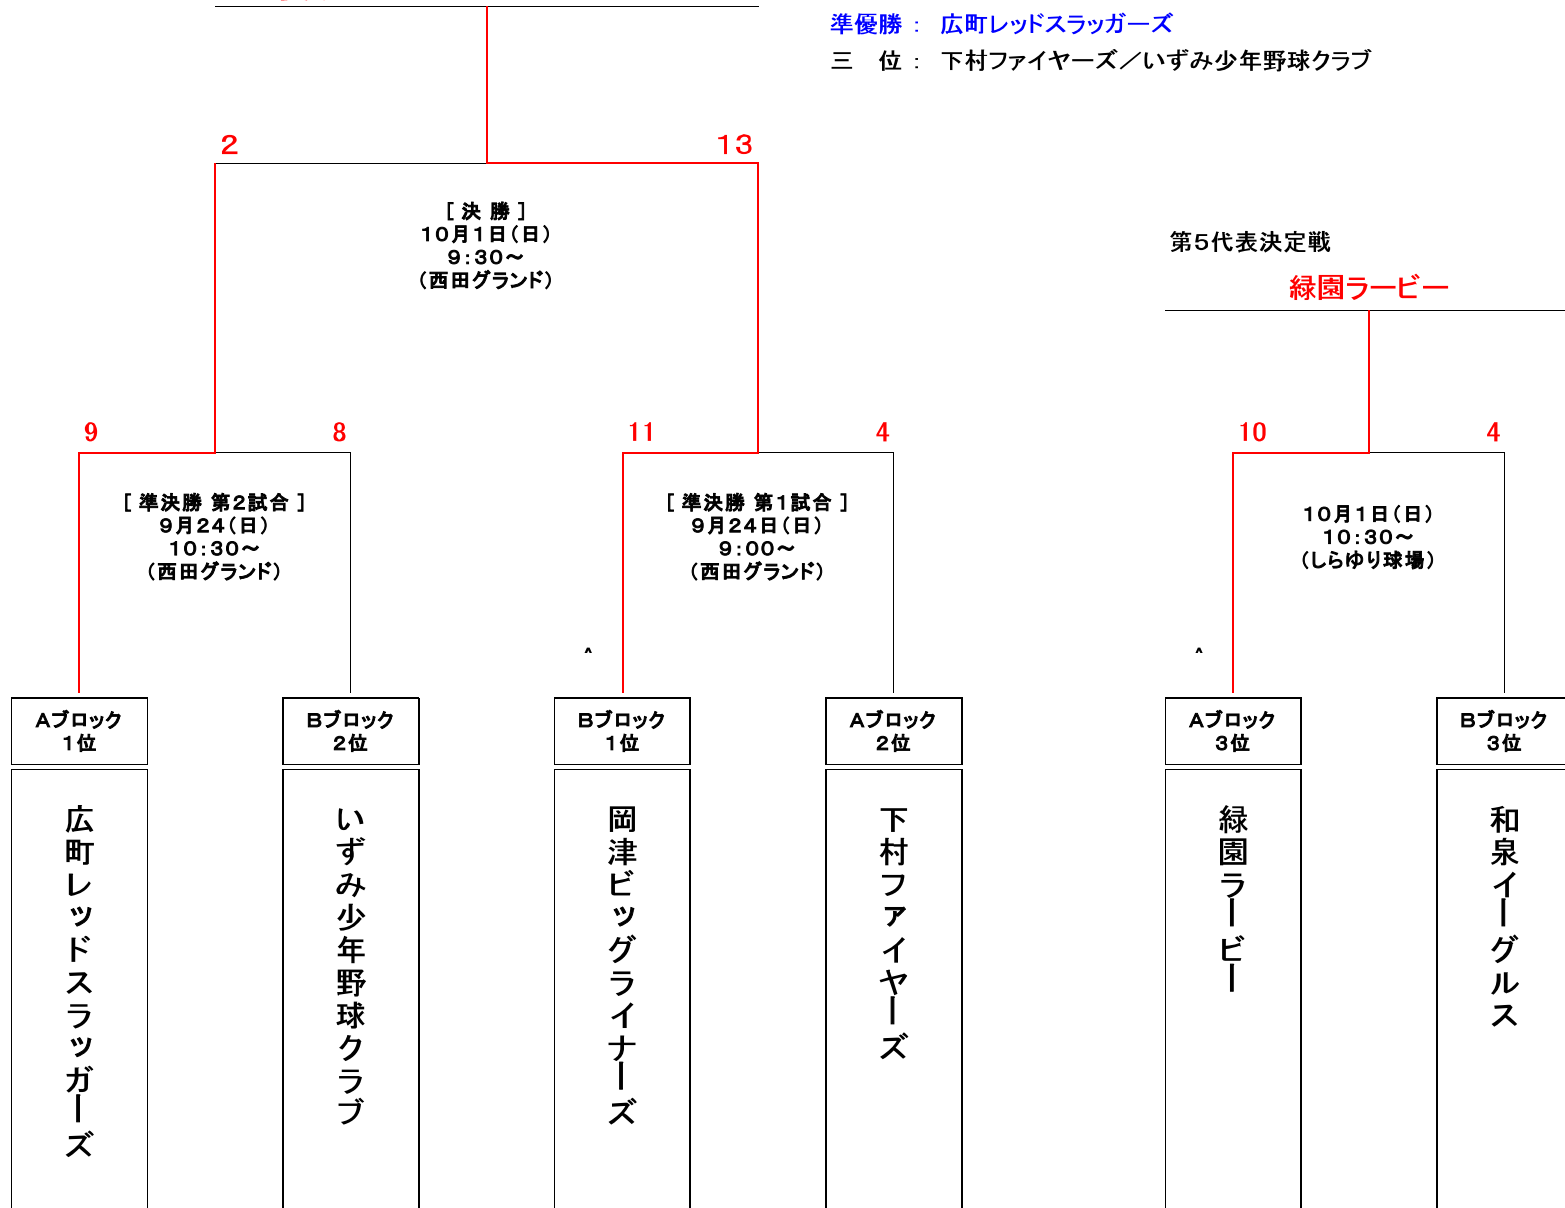 準優勝： 広町レッドスラッガーズ
三　位： 下村ファイヤーズ／いずみ少年野球クラブ
2
13
[ 決 勝 ]
10月1日(日)
9:30～
(西田グランド)
第5代表決定戦
緑園ラービー
9
8
11
4
10
4
[ 準決勝 第2試合 ]
9月24(日)
10:30～
(西田グランド)
[ 準決勝 第1試合 ]
9月24日(日)
9:00～
(西田グランド)
10月1日(日)
10:30～
(しらゆり球場)
^
^
Aブロック
1位
Bブロック
2位
Bブロック
1位
Aブロック
2位
Aブロック
3位
Bブロック
3位
広町レッドスラッガーズ
いずみ少年野球クラブ
岡津ビッグライナーズ
下村ファイヤーズ
緑園ラービー
和泉イーグルス